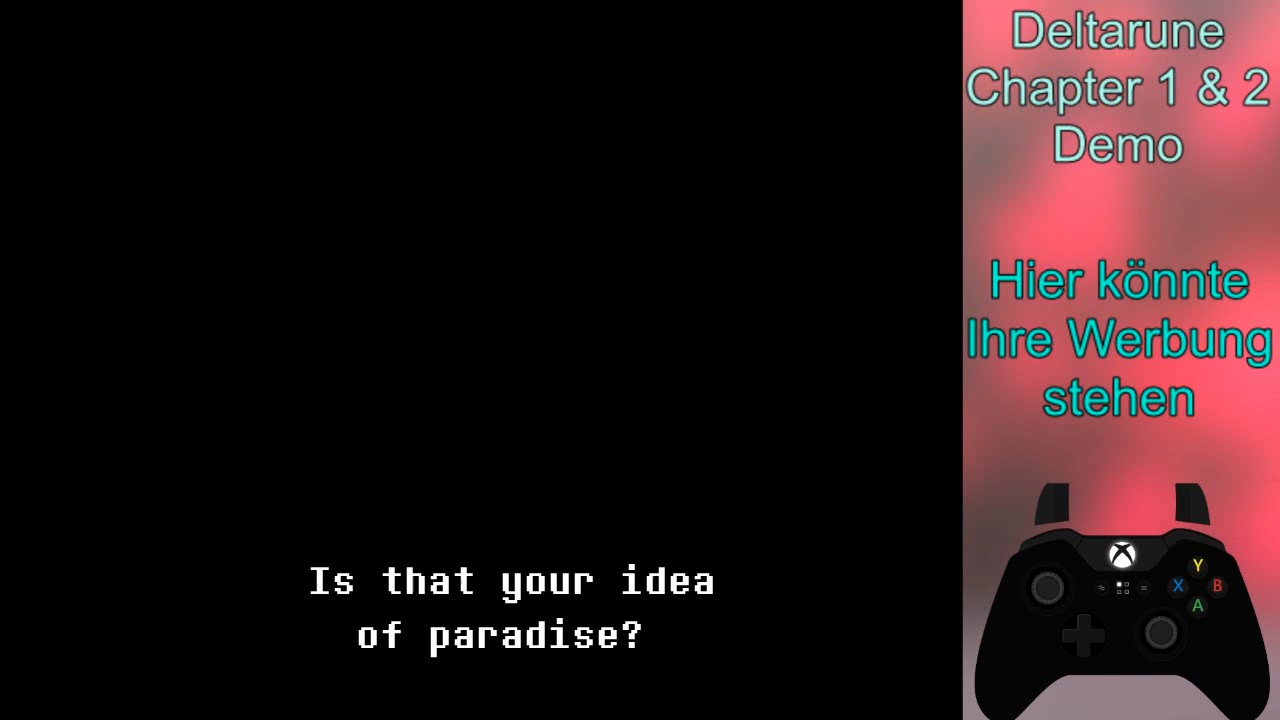 Deltarune
Chapter 1 & 2
Demo
Hier könnte
Ihre Werbung
stehen
Is that your idea
of paradise?
Y
X
B
A